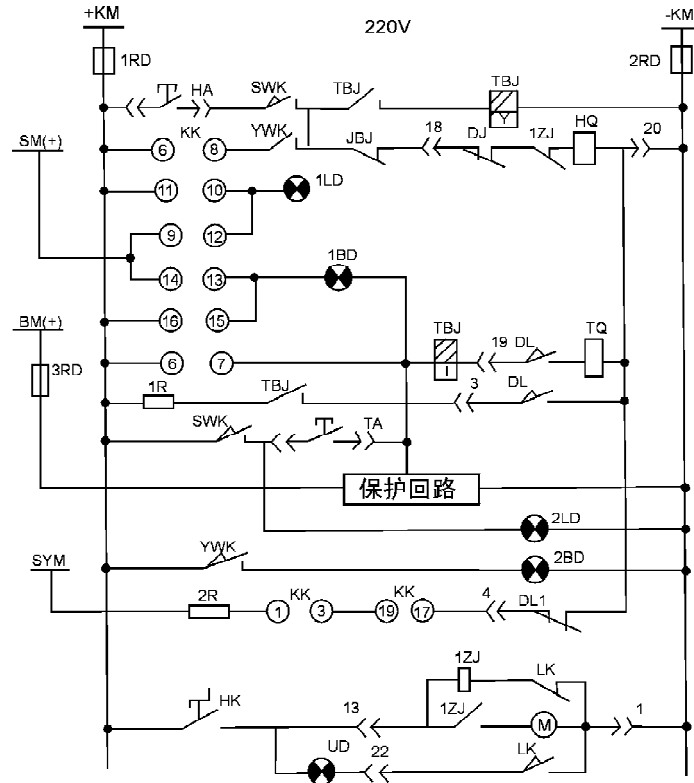 +KM 220V -KM
1RD 2RD
HA SWK TBJ TBJ
Y
SM(+) 6 KK 8 YWK JBJ 18 DJ 1ZJ HQ 20
11 10 1LD
9 12
14 13 1BD
16 15
BM(+) 6 7 TBJ I 19 DL TQ
3RD 1R TBJ 3 DL
SWK TA
保护回路
2LD
YWK 2BD
SYM 2R 1 KK 3 19 KK 17 4 DL1
1ZJ LK
HK 13 1ZJ M 1
UD 22 LK